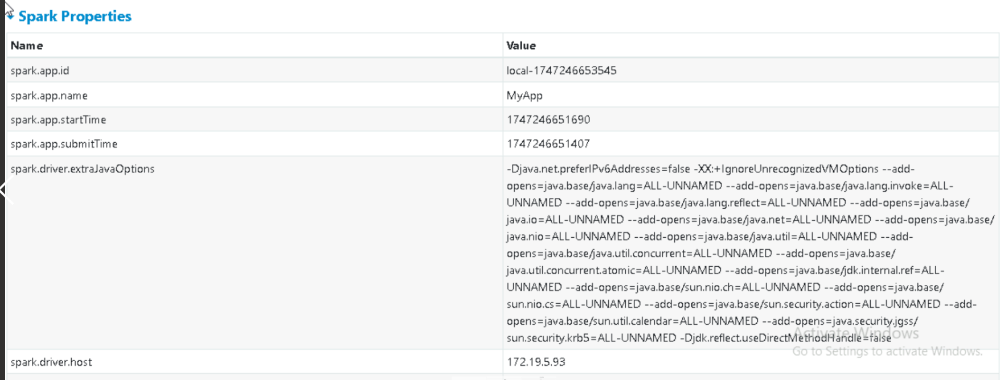 Spark Properties
Name Value
spark.app.id local-1747246653545
spark.app.name MyApp
spark.app.startTime 1747246651690
spark.app.submitTime 1747246651407
spark.driver.extraJavaOptions -Djava.net.preferIPv6Addresses=false -XX:+IgnoreUnrecognizedVMOptions --add-
opens=java.base/java.lang=ALL-UNNAMED --add-opens=java.base/java.lang.invoke=ALL-
UNNAMED --add-opens=java.base/java.lang.reflect=ALL-UNNAMED --add-opens=java.base/
java.io=ALL-UNNAMED --add-opens=java.base/java.net=ALL-UNNAMED --add-opens=java.base/
java.nio=ALL-UNNAMED --add-opens=java.base/java.util=ALL-UNNAMED --add-
opens=java.base/java.util.concurrent=ALL-UNNAMED --add-opens=java.base/
java.util.concurrent.atomic=ALL-UNNAMED --add-opens=java.base/jdk.internal.ref=ALL-
UNNAMED --add-opens=java.base/sun.nio.ch=ALL-UNNAMED --add-opens=java.base/
sun.nio.cs=ALL-UNNAMED --add-opens=java.base/sun.security.action=ALL-UNNAMED --add-
opens=java.base/sun.util.calendar=ALL-UNNAMED --add-opens=java.security.jgss/
sun.security.krb5=ALL-UNNAMED -Djdk.reflect.useDirectMethodHandle=false
Activate Windows
Go to Settings to activate Windows.
spark.driver.host 172.19.5.93